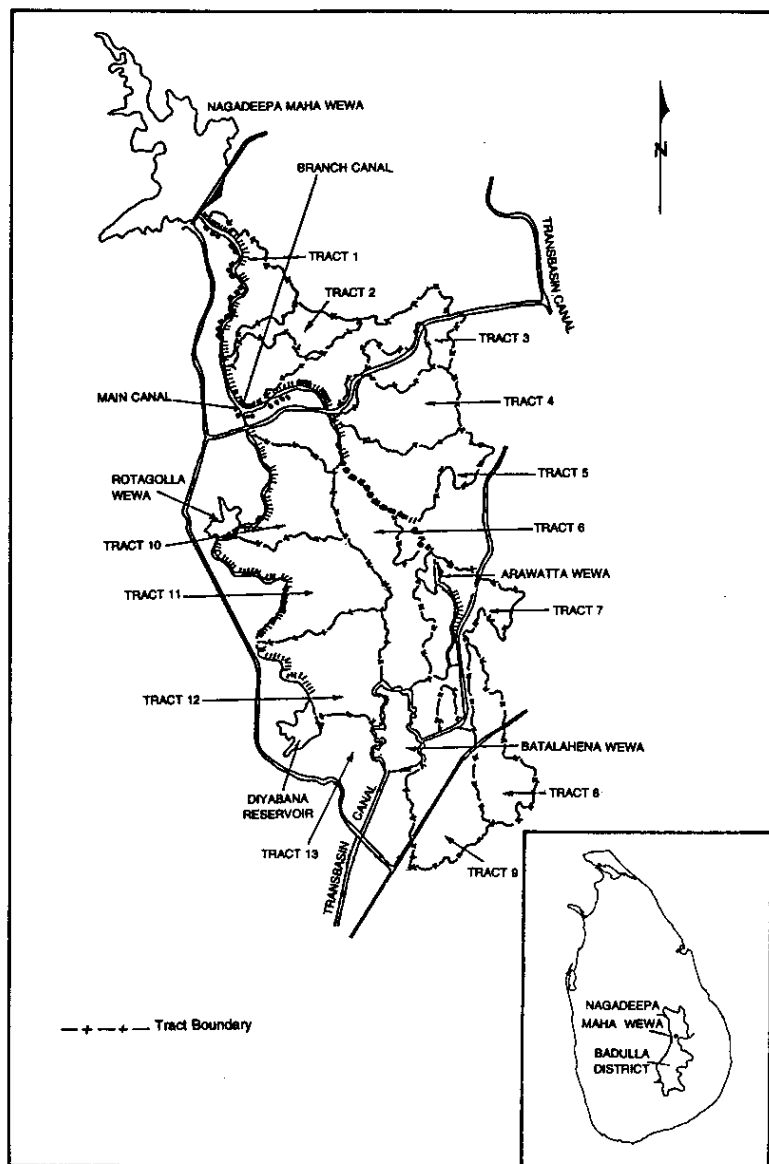 NAGADEEPA MAHA WEWA
BRANCH CANAL
N
TRANSBASIN CANAL
TRACT 1
TRACT 2
TRACT 3
MAIN CANAL
TRACT 4
ROTAGOLLA
WEWA
TRACT 5
TRACT 6
TRACT 10
ARAWATTA WEWA
TRACT 11
TRACT 7
TRACT 12
BATALAHENA WEWA
DIYABANA
RESERVOIR
TRACT 8
TRACT 13
TRANSBASIN CANAL
TRACT 9
NAGADEEPA
MAHA WEWA
BADULLA
DISTRICT
Tract Boundary